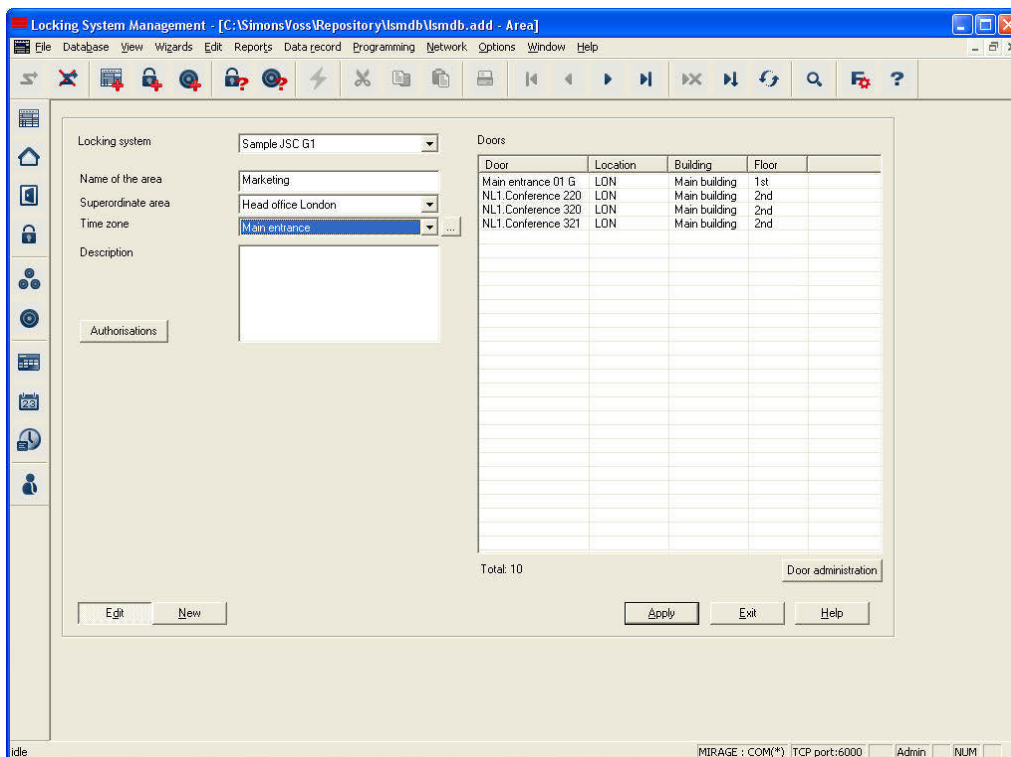 Locking System Management - [C:\SimonsVoss\Repository\lsmdb\lsmdb.add - Area]
File Database View Wizards Edit Reports Data record Programming Network Options Window Help
Locking system
Sample JSC G1
Name of the area
Marketing
Superordinate area
Head office London
Time zone
Main entrance
...
Description
Authorisations
Doors
Door Location Building Floor
Main entrance 01 G LON Main building 1st
NL1.Conference 220 LON Main building 2nd
NL1.Conference 320 LON Main building 2nd
NL1.Conference 321 LON Main building 2nd
Total: 10
Door administration
Edit New Apply Exit Help
idle MIRAGE : COM(*) TCP port:6000 Admin NUM